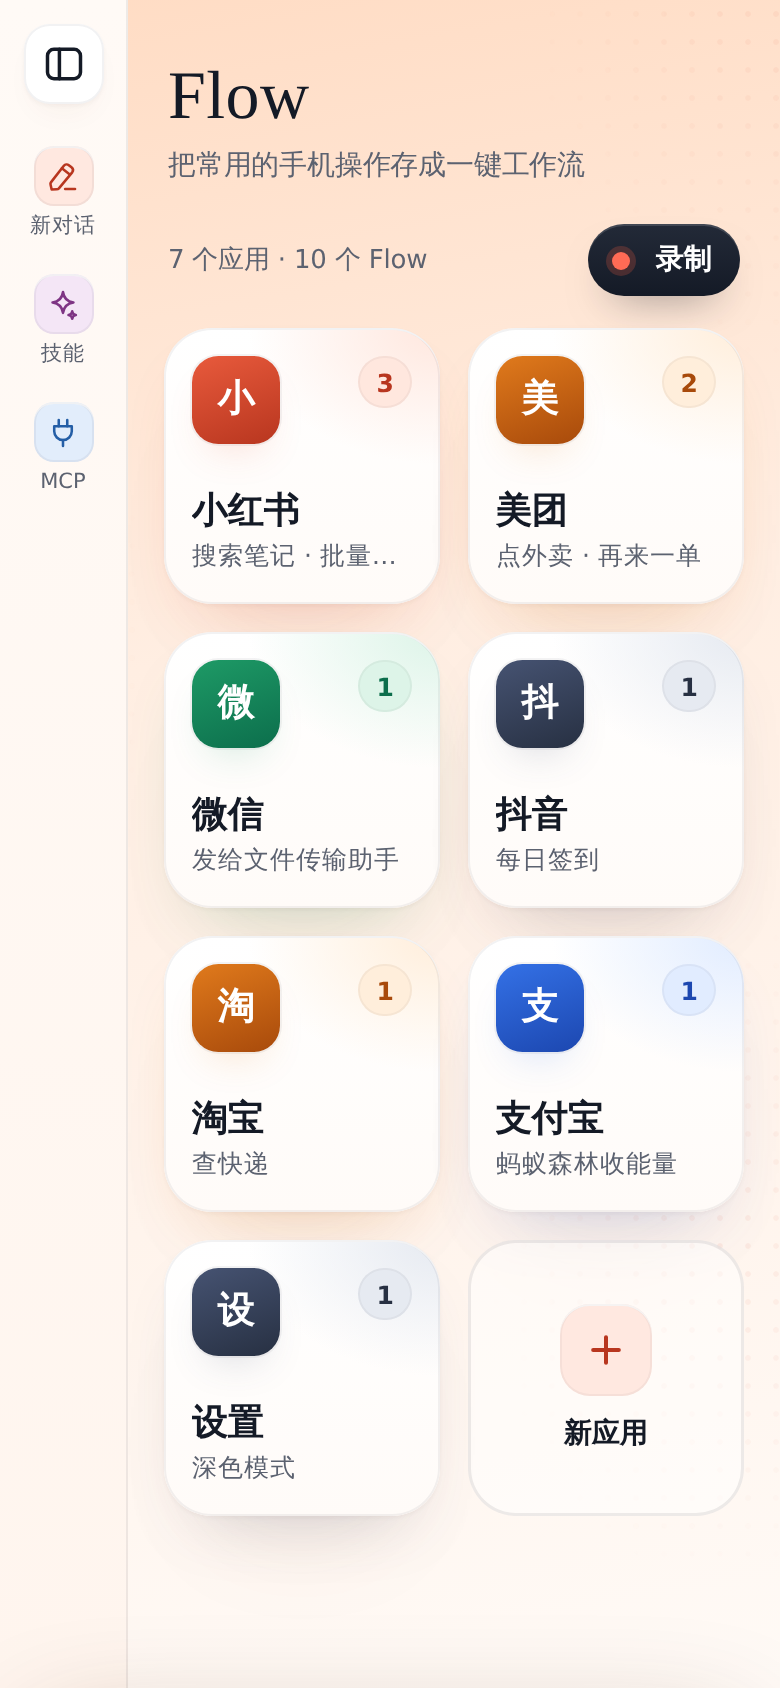 新对话
技能
MCP
Flow
把常用的手机操作存成一键工作流
7 个应用 · 10 个 Flow
录制
小
3
小红书
搜索笔记 · 批量...
美
2
美团
点外卖 · 再来一单
微
1
微信
发给文件传输助手
抖
1
抖音
每日签到
淘
1
淘宝
查快递
支
1
支付宝
蚂蚁森林收能量
设
1
设置
深色模式
新应用